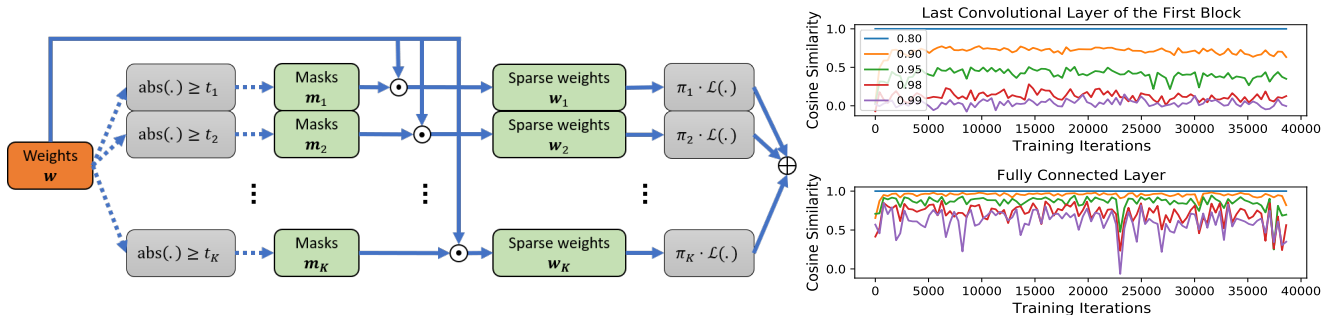 Weights
w
abs(.) ≥ t₁
Masks
m₁
Sparse weights
w₁
π₁ · ℒ(.)
abs(.) ≥ t₂
Masks
m₂
Sparse weights
w₂
π₂ · ℒ(.)
abs(.) ≥ t_K
Masks
m_K
Sparse weights
w_K
π_K · ℒ(.)
Last Convolutional Layer of the First Block
Cosine Similarity
1.0
0.5
0.0
0.80
0.90
0.95
0.98
0.99
0 5000 10000 15000 20000 25000 30000 35000 40000
Training Iterations
Fully Connected Layer
Cosine Similarity
1.0
0.5
0.0
0 5000 10000 15000 20000 25000 30000 35000 40000
Training Iterations